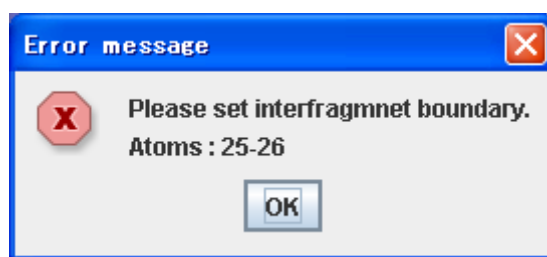 Error message
Please set interfragmnet boundary.
Atoms : 25-26
OK